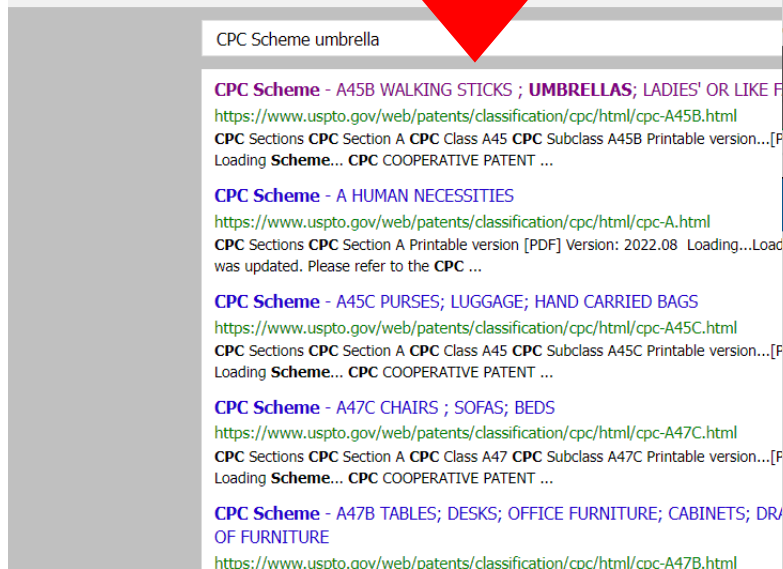 CPC Scheme umbrella
CPC Scheme - A45B WALKING STICKS ; UMBRELLAS; LADIES' OR LIKE F
https://www.uspto.gov/web/patents/classification/cpc/html/cpc-A45B.html
CPC Sections CPC Section A CPC Class A45 CPC Subclass A45B Printable version...[P
Loading Scheme... CPC COOPERATIVE PATENT ...
CPC Scheme - A HUMAN NECESSITIES
https://www.uspto.gov/web/patents/classification/cpc/html/cpc-A.html
CPC Sections CPC Section A Printable version [PDF] Version: 2022.08 Loading...Load
was updated. Please refer to the CPC ...
CPC Scheme - A45C PURSES; LUGGAGE; HAND CARRIED BAGS
https://www.uspto.gov/web/patents/classification/cpc/html/cpc-A45C.html
CPC Sections CPC Section A CPC Class A45 CPC Subclass A45C Printable version...[P
Loading Scheme... CPC COOPERATIVE PATENT ...
CPC Scheme - A47C CHAIRS ; SOFAS; BEDS
https://www.uspto.gov/web/patents/classification/cpc/html/cpc-A47C.html
CPC Sections CPC Section A CPC Class A47 CPC Subclass A47C Printable version...[P
Loading Scheme... CPC COOPERATIVE PATENT ...
CPC Scheme - A47B TABLES; DESKS; OFFICE FURNITURE; CABINETS; DRA
OF FURNITURE
https://www.uspto.gov/web/patents/classification/cpc/html/cpc-A47B.html